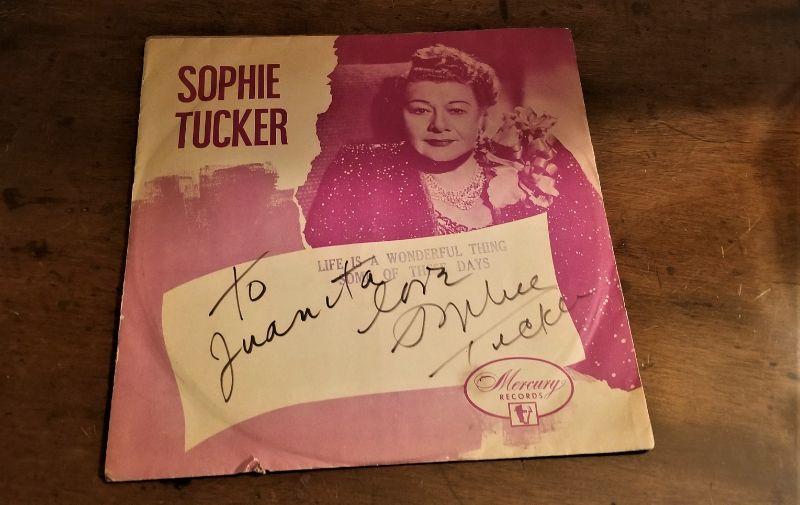 SOPHIE
TUCKER
LIFE IS A WONDERFUL THING
SOME OF THESE DAYS
To
Juanita
love
Sophie
Tucker
Mercury
RECORDS